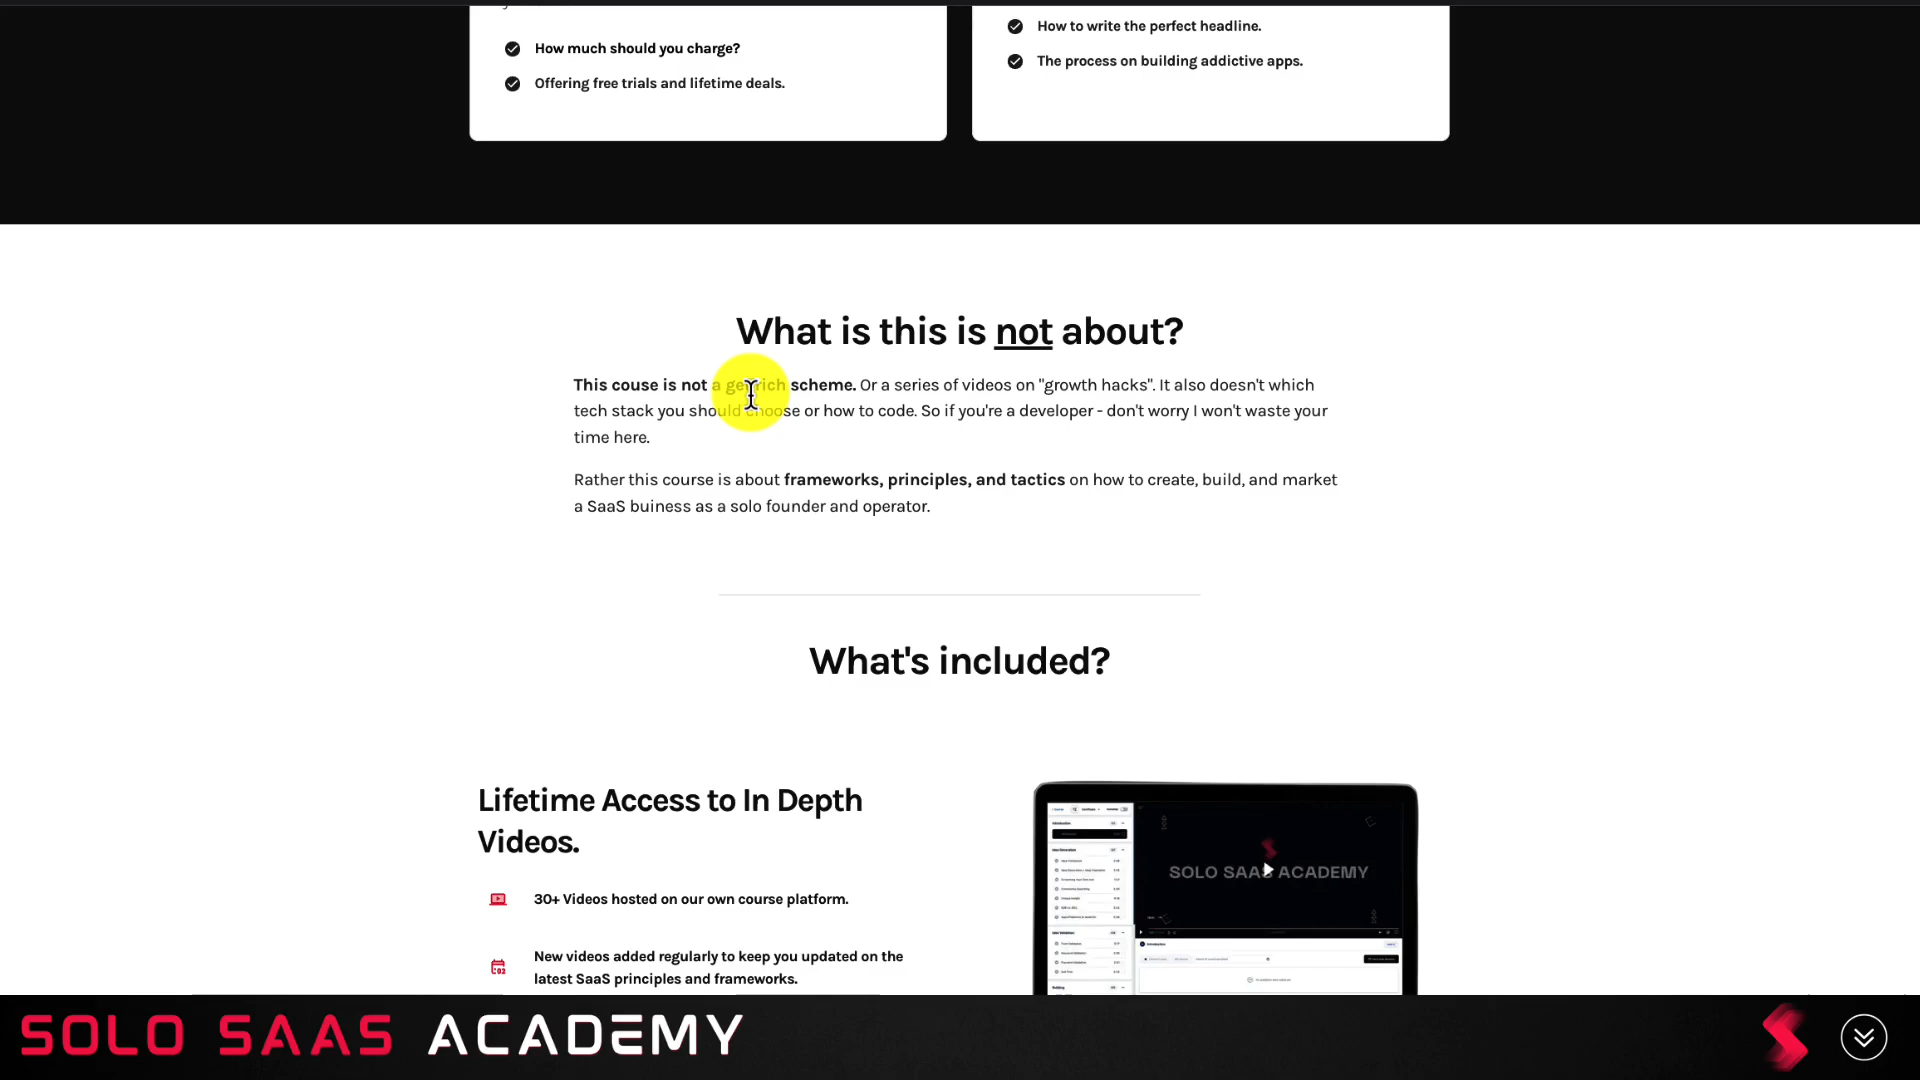 How much should you charge?
Offering free trials and lifetime deals.
How to write the perfect headline.
The process on building addictive apps.
What is this is not about?
This couse is not a get rich scheme. Or a series of videos on "growth hacks". It also doesn't which
tech stack you should choose or how to code. So if you're a developer - don't worry I won't waste your
time here.
Rather this course is about frameworks, principles, and tactics on how to create, build, and market
a SaaS buiness as a solo founder and operator.
What's included?
Lifetime Access to In Depth
Videos.
30+ Videos hosted on our own course platform.
New videos added regularly to keep you updated on the
latest SaaS principles and frameworks.
SOLO SAAS ACADEMY
SOLO SAAS ACADEMY